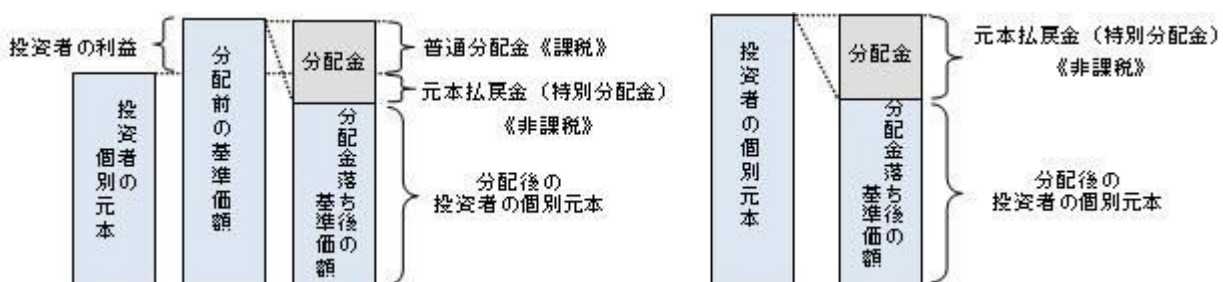 投資者の利益
投資者の
個別元本
分配前の基準価額
分配金
分配金落ち後の
基準価額
普通分配金《課税》
元本払戻金（特別分配金）
《非課税》
分配後の
投資者の個別元本
投資者の個別元本
分配金
分配金落ち後の
基準価額
元本払戻金（特別分配金）
《非課税》
分配後の
投資者の個別元本